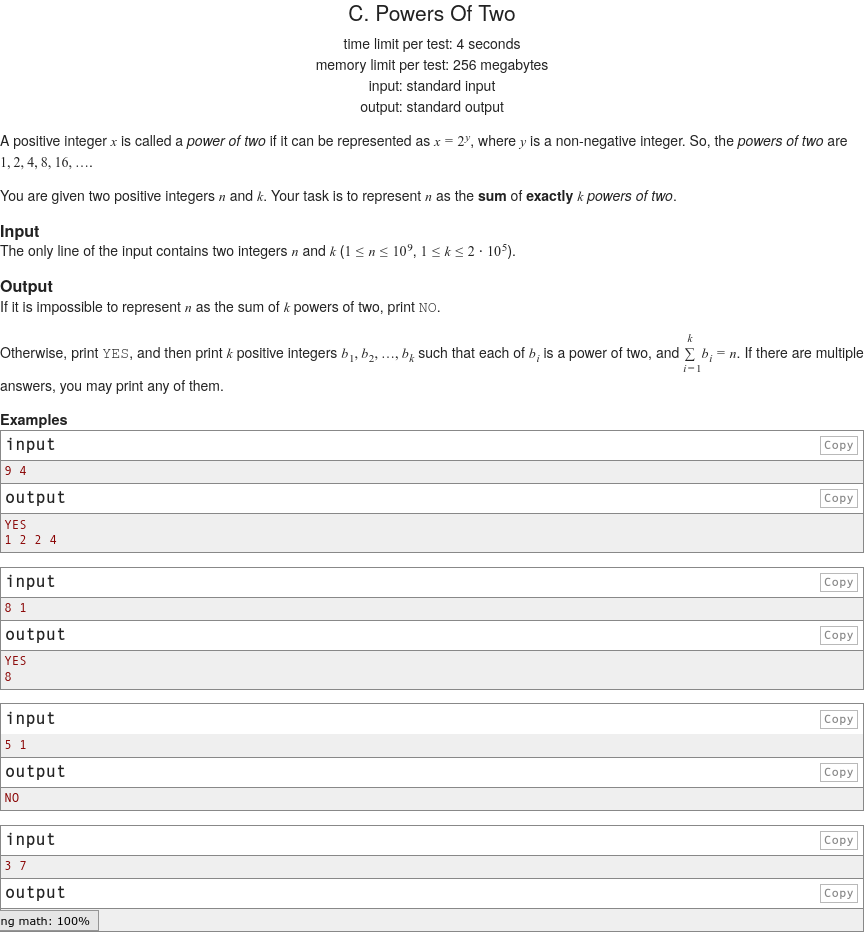 C. Powers Of Two
time limit per test: 4 seconds
memory limit per test: 256 megabytes
input: standard input
output: standard output
A positive integer x is called a power of two if it can be represented as x = 2^y, where y is a non-negative integer. So, the powers of two are
1, 2, 4, 8, 16, ….
You are given two positive integers n and k. Your task is to represent n as the sum of exactly k powers of two.
Input
The only line of the input contains two integers n and k (1 ≤ n ≤ 10^9, 1 ≤ k ≤ 2 · 10^5).
Output
If it is impossible to represent n as the sum of k powers of two, print NO.
Otherwise, print YES, and then print k positive integers b_1, b_2, …, b_k such that each of b_i is a power of two, and \sum_{i=1}^{k} b_i = n. If there are multiple
answers, you may print any of them.
Examples
input
Copy
9 4
output
Copy
YES
1 2 2 4
input
Copy
8 1
output
Copy
YES
8
input
Copy
5 1
output
Copy
NO
input
Copy
3 7
output
Copy
ng math: 100%